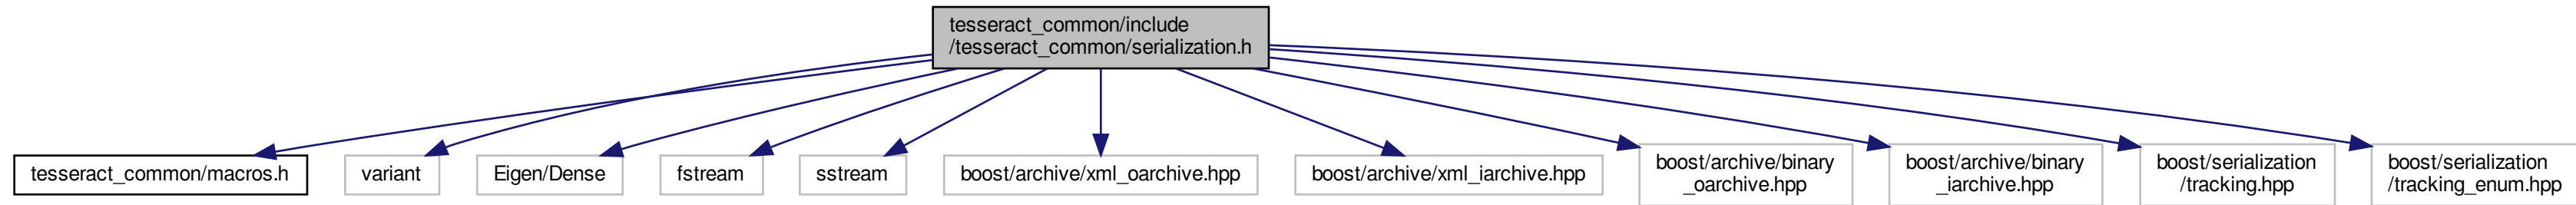 tesseract_common/include
/tesseract_common/serialization.h
tesseract_common/macros.h
variant
Eigen/Dense
fstream
sstream
boost/archive/xml_oarchive.hpp
boost/archive/xml_iarchive.hpp
boost/archive/binary
_oarchive.hpp
boost/archive/binary
_iarchive.hpp
boost/serialization
/tracking.hpp
boost/serialization
/tracking_enum.hpp